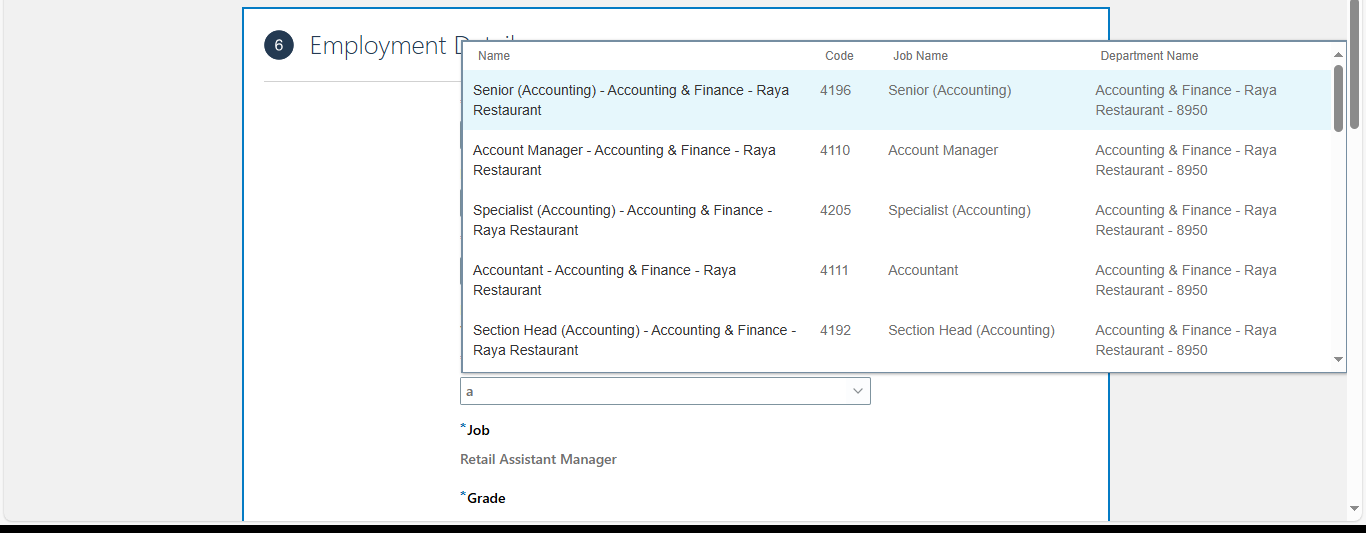 6 Employment Detail
Name Code Job Name Department Name
Senior (Accounting) - Accounting & Finance - Raya 4196 Senior (Accounting) Accounting & Finance - Raya
Restaurant Restaurant - 8950
Account Manager - Accounting & Finance - Raya 4110 Account Manager Accounting & Finance - Raya
Restaurant Restaurant - 8950
Specialist (Accounting) - Accounting & Finance - 4205 Specialist (Accounting) Accounting & Finance - Raya
Raya Restaurant Restaurant - 8950
Accountant - Accounting & Finance - Raya 4111 Accountant Accounting & Finance - Raya
Restaurant Restaurant - 8950
Section Head (Accounting) - Accounting & Finance - 4192 Section Head (Accounting) Accounting & Finance - Raya
Raya Restaurant Restaurant - 8950
a
*Job
Retail Assistant Manager
*Grade